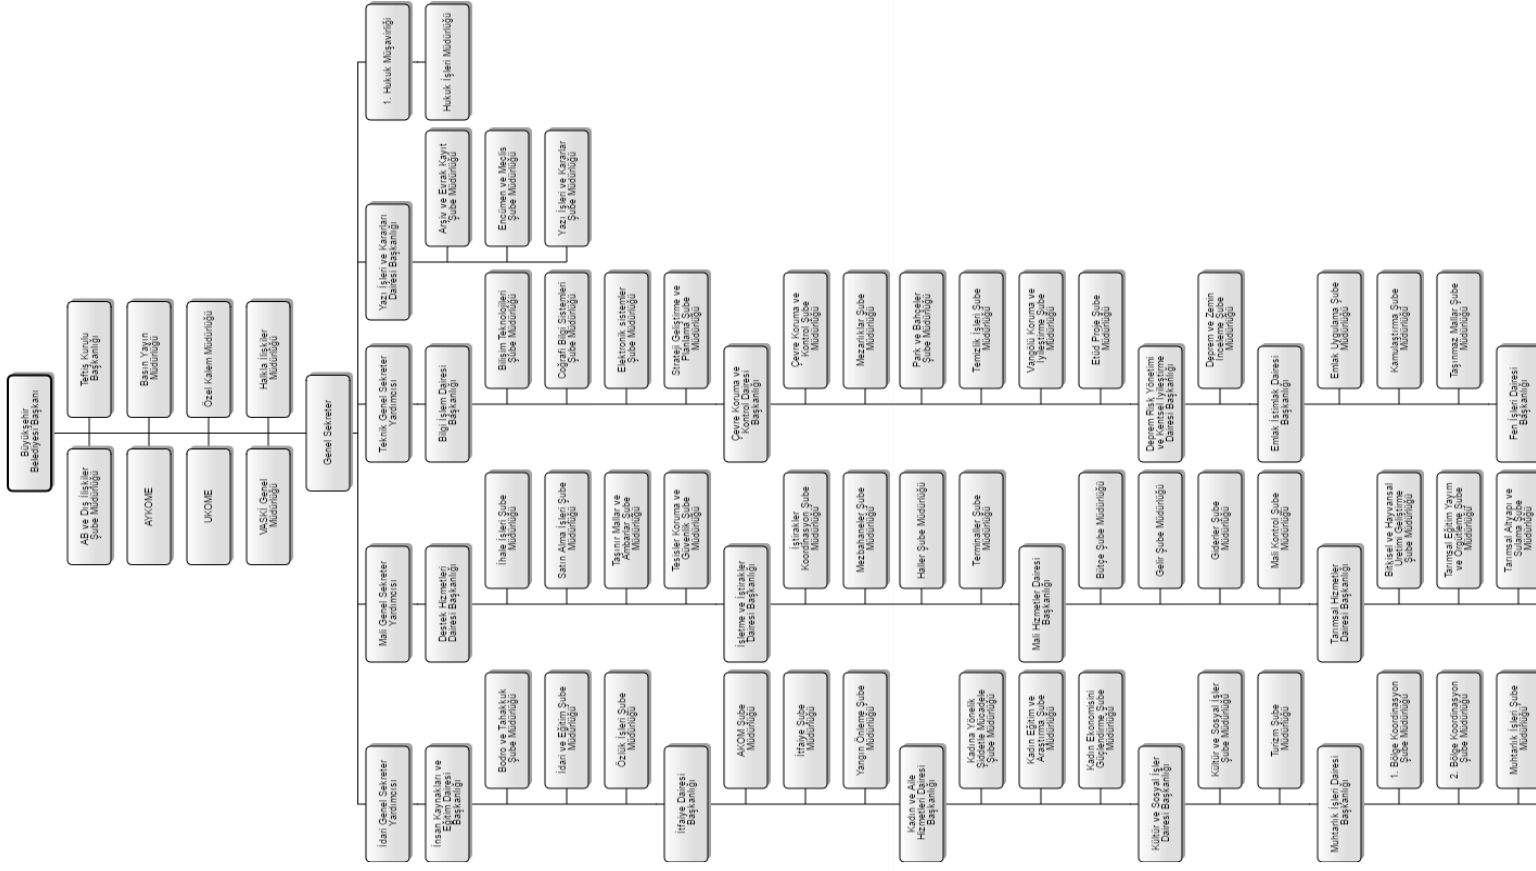 Büyükşehir
Belediyesi Başkanı
AB ve Dış İlişkiler
Şube Müdürlüğü
Teftiş Kurulu
Başkanlığı
AYKOME
Basın Yayın
Müdürlüğü
UKOME
Özel Kalem Müdürlüğü
VASKİ Genel
Müdürlüğü
Halkla İlişkiler
Müdürlüğü
Genel Sekreter
İdari Genel Sekreter
Yardımcısı
İnsan Kaynakları ve
Eğitim Dairesi
Başkanlığı
Bodro ve Tahakkuk
Şube Müdürlüğü
İdari ve Eğitim Şube
Müdürlüğü
Özlük İşleri Şube
Müdürlüğü
İtfaiye Dairesi
Başkanlığı
AKOM Şube
Müdürlüğü
İtfaiye Şube
Müdürlüğü
Yangın Önleme Şube
Müdürlüğü
Kadın ve Aile
Hizmetleri Dairesi
Başkanlığı
Kadına Yönelik
Şiddetle Mücadele
Şube Müdürlüğü
Kadın Eğitim ve
Araştırma Şube
Müdürlüğü
Kadın Ekonomisini
Güçlendirme Şube
Müdürlüğü
Kültür ve Sosyal İşler
Dairesi Başkanlığı
Kültür ve Sosyal İşler
Şube Müdürlüğü
Turizm Şube
Müdürlüğü
Muhtarlık İşleri Dairesi
Başkanlığı
1. Bölge Koordinasyon
Şube Müdürlüğü
2. Bölge Koordinasyon
Şube Müdürlüğü
Muhtarlık İşleri Şube
Müdürlüğü
Mali Genel Sekreter
Yardımcısı
Destek Hizmetleri
Dairesi Başkanlığı
İhale İşleri Şube
Müdürlüğü
Satın Alma İşleri Şube
Müdürlüğü
Taşınır Mallar ve
Ambarlar Şube
Müdürlüğü
Tesisler Koruma ve
Güvenlik Şube
Müdürlüğü
İşletme ve İştirakler
Dairesi Başkanlığı
İştirakler
Koordinasyon Şube
Müdürlüğü
Mezbahaneler Şube
Müdürlüğü
Haller Şube Müdürlüğü
Terminaller Şube
Müdürlüğü
Mali Hizmetler Dairesi
Başkanlığı
Bütçe Şube Müdürlüğü
Gelir Şube Müdürlüğü
Giderler Şube
Müdürlüğü
Mali Kontrol Şube
Müdürlüğü
Tarımsal Hizmetler
Dairesi Başkanlığı
Bitkisel ve Hayvansal
Üretimi Geliştirme
Şube Müdürlüğü
Tarımsal Eğitim Yayım
ve Örgütleme Şube
Müdürlüğü
Tarımsal Altyapı ve
Sulama Şube
Müdürlüğü
Teknik Genel Sekreter
Yardımcısı
Bilgi İşlem Dairesi
Başkanlığı
Bilişim Teknolojileri
Şube Müdürlüğü
Coğrafi Bilgi Sistemleri
Şube Müdürlüğü
Elektronik sistemler
Şube Müdürlüğü
Strateji Geliştirme ve
Planlama Şube
Müdürlüğü
Çevre Koruma ve
Kontrol Dairesi
Başkanlığı
Çevre Koruma ve
Kontrol Şube
Müdürlüğü
Mezarlıklar Şube
Müdürlüğü
Park ve Bahçeler
Şube Müdürlüğü
Temizlik İşleri Şube
Müdürlüğü
Vangölü Koruma ve
İyileştirme Şube
Müdürlüğü
Etüd Proje Şube
Müdürlüğü
Deprem Risk Yönetimi
ve Kentsel İyileştirme
Dairesi Başkanlığı
Deprem ve Zemin
İnceleme Şube
Müdürlüğü
Emlak İstimlak Dairesi
Başkanlığı
Emlak Uygulama Şube
Müdürlüğü
Kamulaştırma Şube
Müdürlüğü
Taşınmaz Mallar Şube
Müdürlüğü
Fen İşleri Dairesi
Başkanlığı
Yazı İşleri ve Kararları
Dairesi Başkanlığı
Arşiv ve Evrak Kayıt
Şube Müdürlüğü
Encümen ve Meclis
Şube Müdürlüğü
Yazı İşleri ve Kararlar
Şube Müdürlüğü
1. Hukuk Müşavirliği
Hukuk İşleri Müdürlüğü